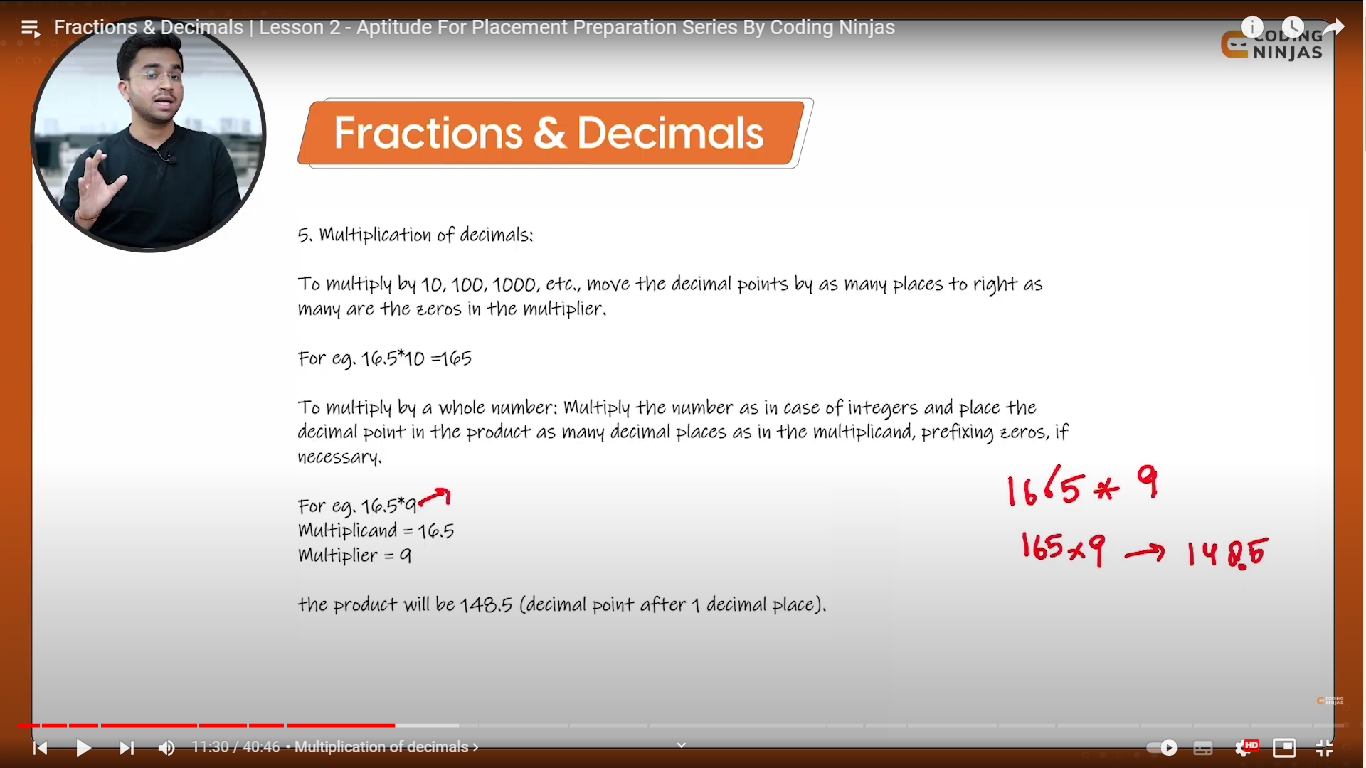 Fractions & Decimals | Lesson 2 - Aptitude For Placement Preparation Series By Coding Ninjas
CODING
NINJAS
Fractions & Decimals
5. Multiplication of decimals:
To multiply by 10, 100, 1000, etc., move the decimal points by as many places to right as
many are the zeros in the multiplier.
For eg. 16.5*10 =165
To multiply by a whole number: Multiply the number as in case of integers and place the
decimal point in the product as many decimal places as in the multiplicand, prefixing zeros, if
necessary.
For eg. 16.5*9
Multiplicand = 16.5
Multiplier = 9
the product will be 148.5 (decimal point after 1 decimal place).
* 9
165 x 9 → 148.5
CODING
NINJAS
11:30 / 40:46 • Multiplication of decimals ›
HD